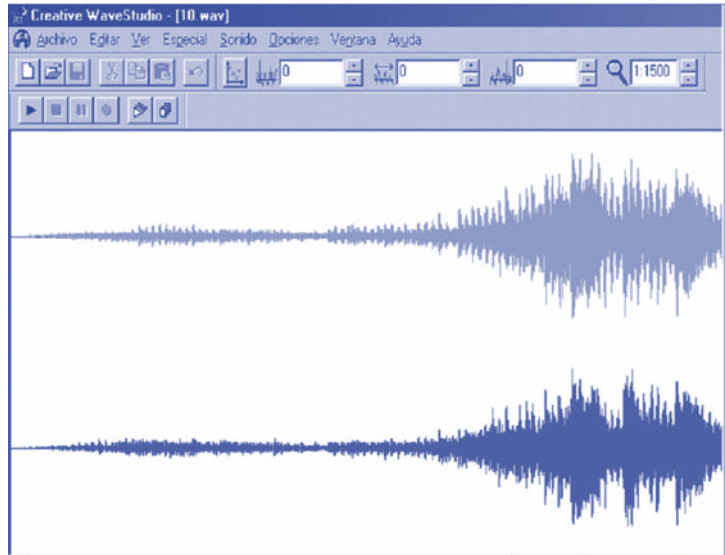 Creative WaveStudio - [10.wav]
Archivo Editar Ver Especial Sonido Opciones Ventana Ayuda
0 0 0 1:1500